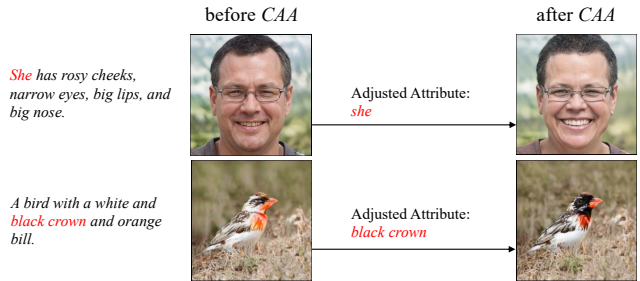 before CAA
after CAA
She has rosy cheeks,
narrow eyes, big lips, and
big nose.
Adjusted Attribute:
she
A bird with a white and
black crown and orange
bill.
Adjusted Attribute:
black crown